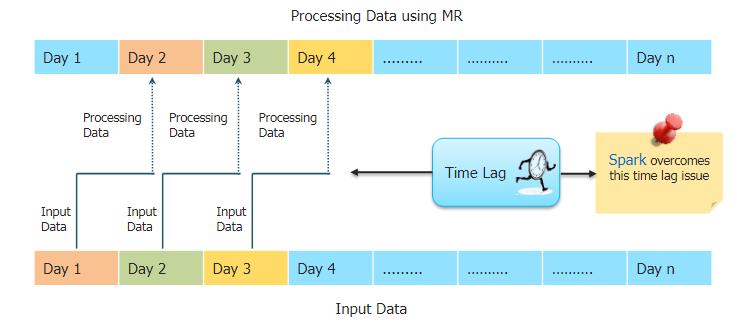 Processing Data using MR
Day 1 Day 2 Day 3 Day 4 ......... ......... ......... Day n
Processing Processing Processing
Data Data Data
Time Lag
Spark overcomes
this time lag issue
Input Input Input
Data Data Data
Day 1 Day 2 Day 3 Day 4 ......... ......... ......... Day n
Input Data